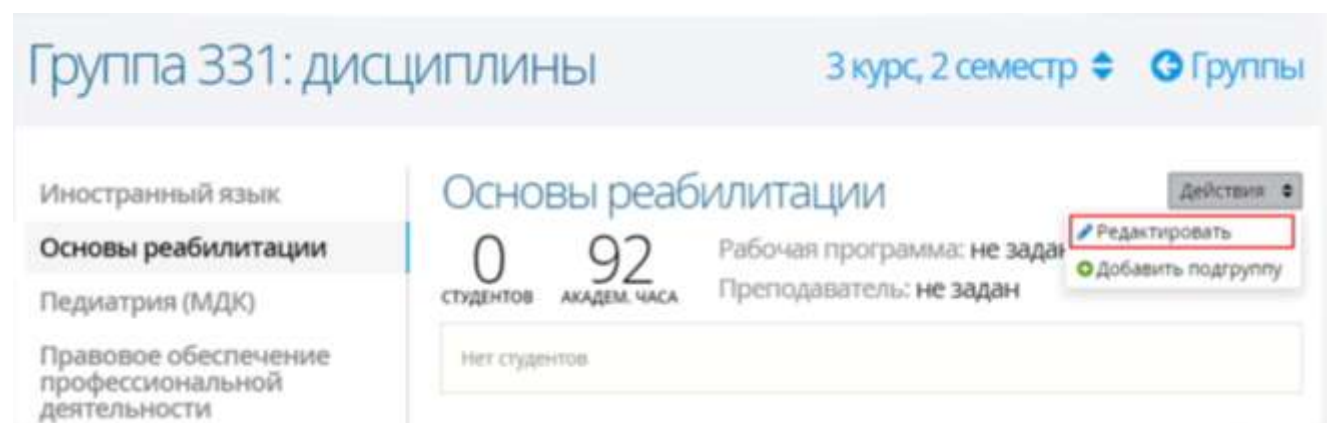 Группа 331: дисциплины
3 курс, 2 семестр
Группы
Иностранный язык
Основы реабилитации
Педиатрия (МДК)
Правовое обеспечение
профессиональной
деятельности
Основы реабилитации
Действия
Редактировать
Добавить подгруппу
0
СТУДЕНТОВ
92
АКАДЕМ. ЧАСА
Рабочая программа: не задан
Преподаватель: не задан
Нет студентов